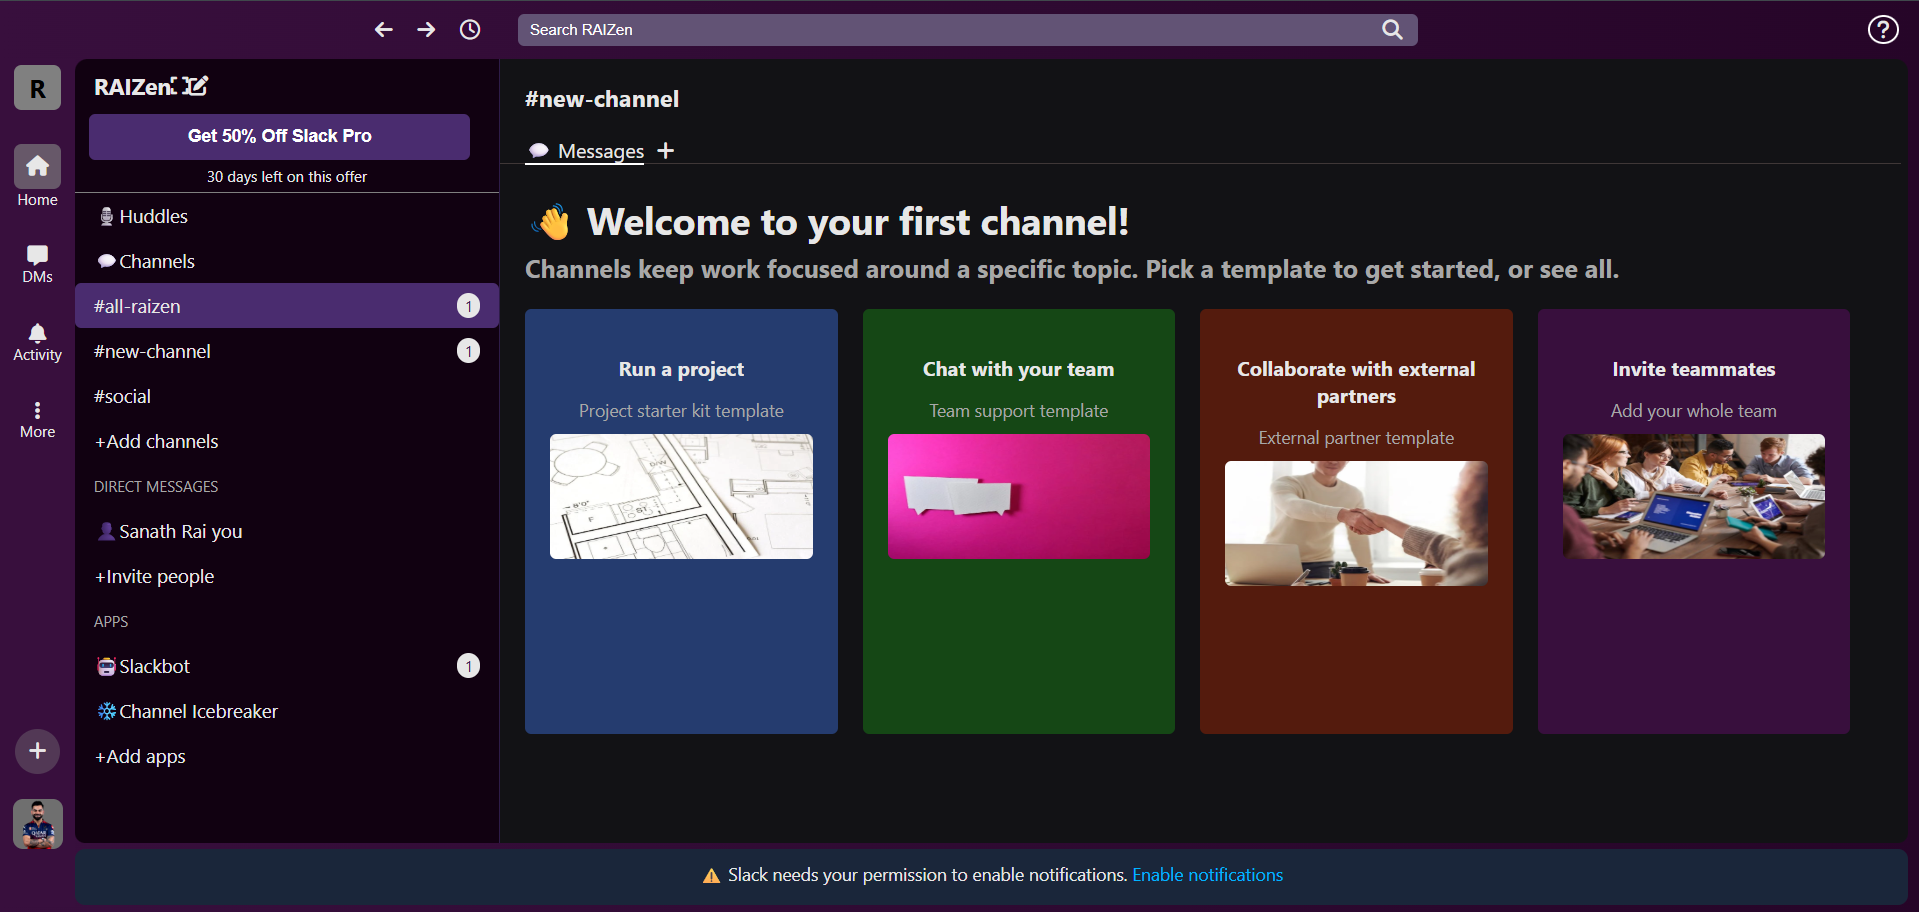 Search RAIZen
?
R
Home
DMs
Activity
More
+
RAIZen
Get 50% Off Slack Pro
30 days left on this offer
Huddles
Channels
#all-raizen 1
#new-channel 1
#social
+Add channels
DIRECT MESSAGES
Sanath Rai you
+Invite people
APPS
Slackbot 1
Channel Icebreaker
+Add apps
#new-channel
Messages +
Welcome to your first channel!
Channels keep work focused around a specific topic. Pick a template to get started, or see all.
Run a project
Project starter kit template
D/W
8'0"
F
ST
Chat with your team
Team support template
Collaborate with external
partners
External partner template
Invite teammates
Add your whole team
Slack needs your permission to enable notifications. Enable notifications